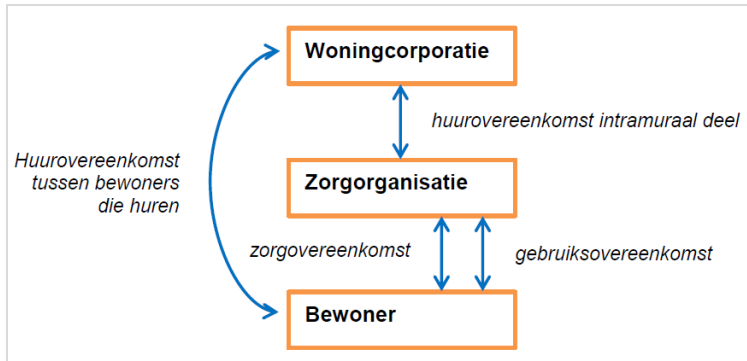 Woningcorporatie
huurovereenkomst intramuraal deel
Huurovereenkomst
tussen bewoners
die huren
Zorgorganisatie
zorgovereenkomst
gebruiksovereenkomst
Bewoner